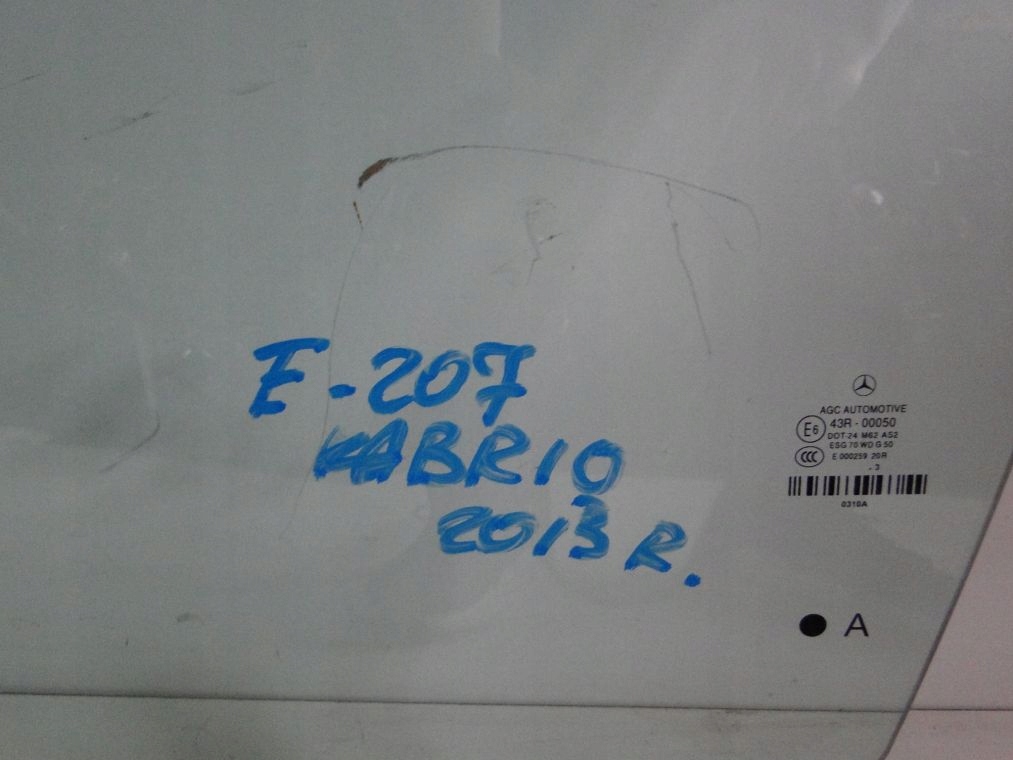 E-207
KABRIO
2013 R.
AGC AUTOMOTIVE
E6
43R - 00050
DOT-24 M62 AS2
ESG 70 WD G 50
CCC
E 000259 20R
. 3
0310A
● A